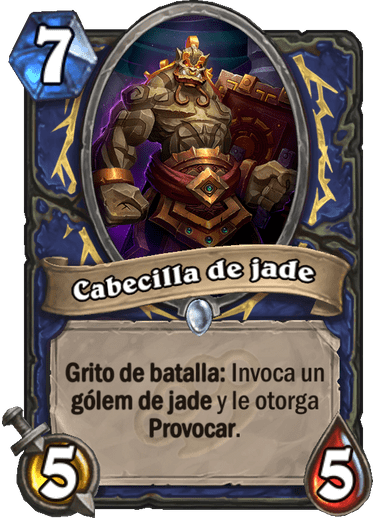 7
Cabecilla de jade
Grito de batalla: Invoca un
gólem de jade y le otorga
Provocar.
5 5